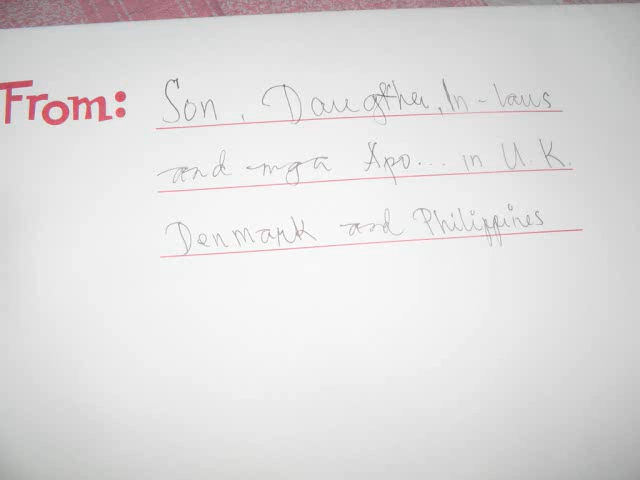 From: Son, Daugther, In-laws
and mga Apo... in U.K.
Denmark and Philippines